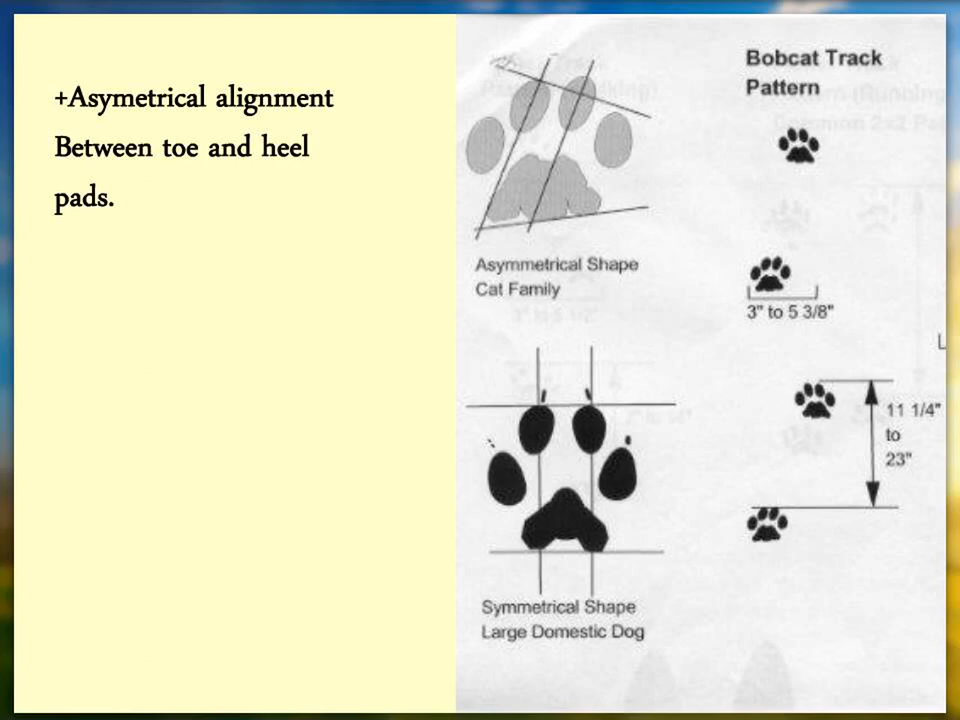 +Asymetrical alignment
Between toe and heel
pads.
Asymmetrical Shape
Cat Family
Symmetrical Shape
Large Domestic Dog
Bobcat Track
Pattern
3" to 5 3/8"
11 1/4"
to
23"
L